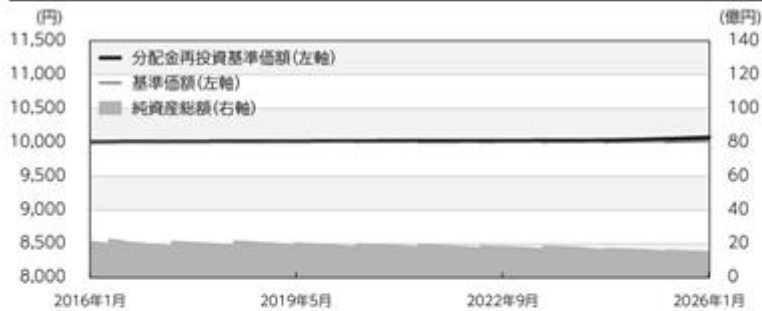 (円)
(億円)
11,500
140
分配金再投資基準価額(左軸)
11,000
120
基準価額(左軸)
10,500
100
純資産総額(右軸)
10,000
80
9,500
60
9,000
40
8,500
20
8,000
0
2016年1月
2019年5月
2022年9月
2026年1月